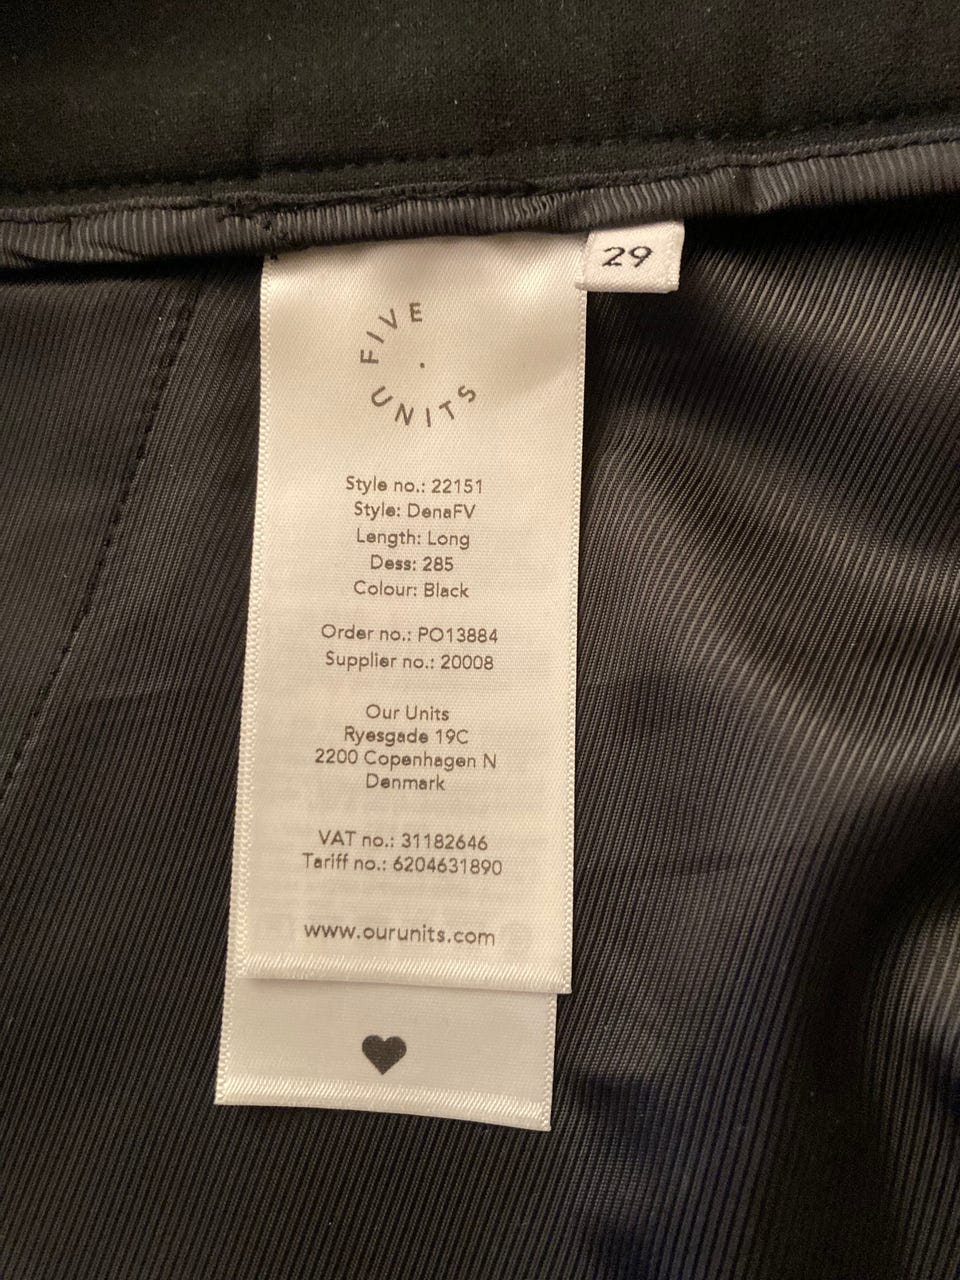 29
FIVE
UNITS
Style no.: 22151
Style: DenaFV
Length: Long
Dess: 285
Colour: Black
Order no.: PO13884
Supplier no.: 20008
Our Units
Ryesgade 19C
2200 Copenhagen N
Denmark
VAT no.: 31182646
Tariff no.: 6204631890
www.ourunits.com